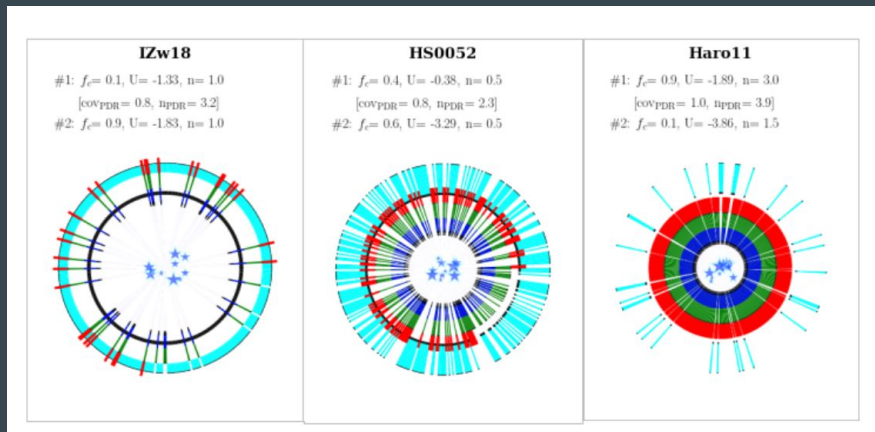 IZw18
#1: fc= 0.1, U= -1.33, n= 1.0
[covPDR= 0.8, nPDR= 3.2]
#2: fc= 0.9, U= -1.83, n= 1.0
HS0052
#1: fc= 0.4, U= -0.38, n= 0.5
[covPDR= 0.8, nPDR= 2.3]
#2: fc= 0.6, U= -3.29, n= 0.5
Haro11
#1: fc= 0.9, U= -1.89, n= 3.0
[covPDR= 1.0, nPDR= 3.9]
#2: fc= 0.1, U= -3.86, n= 1.5